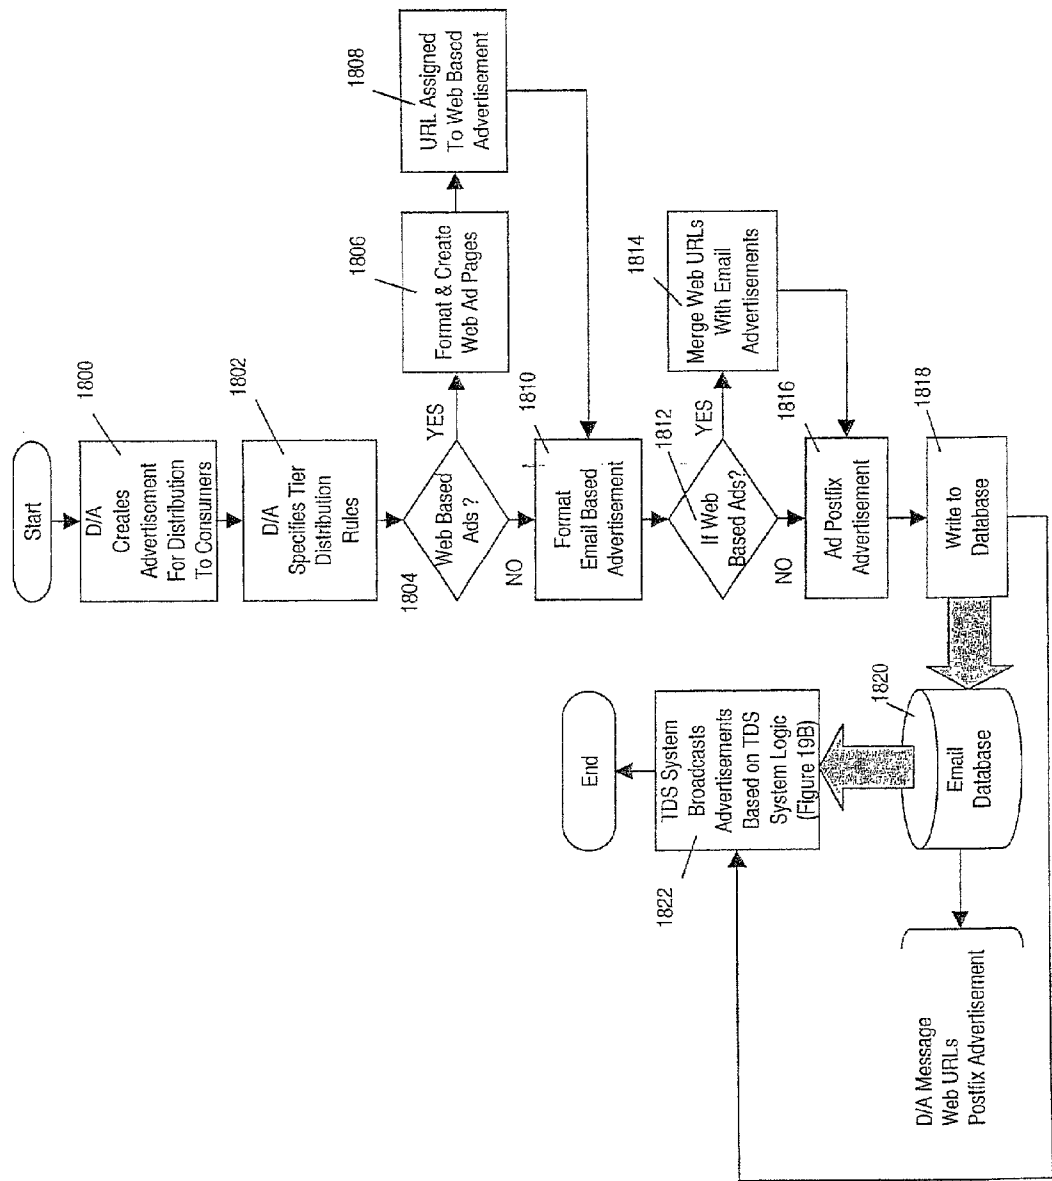 Start
1800
D/A
Creates
Advertisement
For Distribution
To Consumers
1802
D/A
Specifies Tier
Distribution
Rules
1804
Web Based
Ads ?
YES
NO
1806
Format & Create
Web Ad Pages
1808
URL Assigned
To Web Based
Advertisement
1810
Format
Email Based
Advertisement
1812
If Web
Based Ads?
YES
NO
1814
Merge Web URLs
With Email
Advertisements
1816
Ad Postfix
Advertisement
1818
Write to
Database
1820
Email
Database
D/A Message
Web URLs
Postfix Advertisement
1822
TDS System
Broadcasts
Advertisements
Based on TDS
System Logic
(Figure 19B)
End